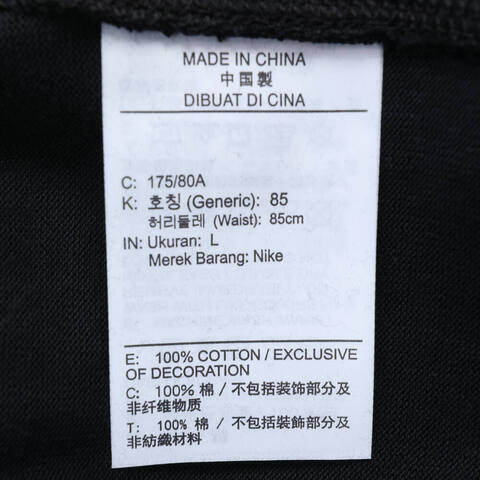 MADE IN CHINA
中国製
DIBUAT DI CINA
C: 175/80A
K: 호칭 (Generic): 85
허리둘레 (Waist): 85cm
IN: Ukuran: L
Merek Barang: Nike
E: 100% COTTON / EXCLUSIVE
OF DECORATION
C: 100% 棉 / 不包括装饰部分及
非纤维物质
T: 100% 棉 / 不包括裝飾部分及
非紡織材料